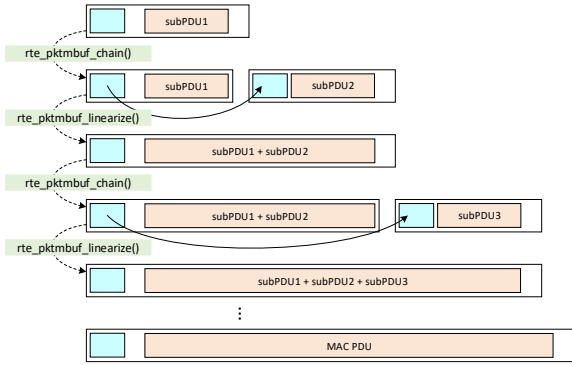 subPDU1
rte_pktmbuf_chain()
subPDU1 subPDU2
rte_pktmbuf_linearize()
subPDU1 + subPDU2
rte_pktmbuf_chain()
subPDU1 + subPDU2 subPDU3
rte_pktmbuf_linearize()
subPDU1 + subPDU2 + subPDU3
⋮
MAC PDU